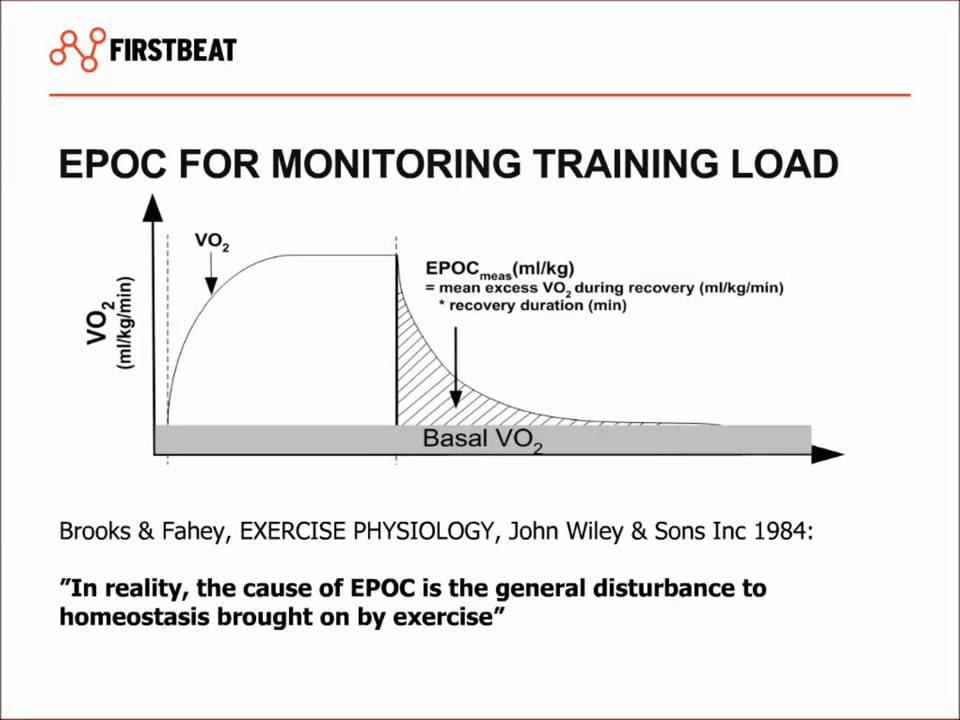 FIRSTBEAT
EPOC FOR MONITORING TRAINING LOAD
VO2
EPOCmeas(ml/kg)
= mean excess VO2 during recovery (ml/kg/min)
* recovery duration (min)
VO2
(ml/kg/min)
Basal VO2
Brooks & Fahey, EXERCISE PHYSIOLOGY, John Wiley & Sons Inc 1984:
”In reality, the cause of EPOC is the general disturbance to
homeostasis brought on by exercise”